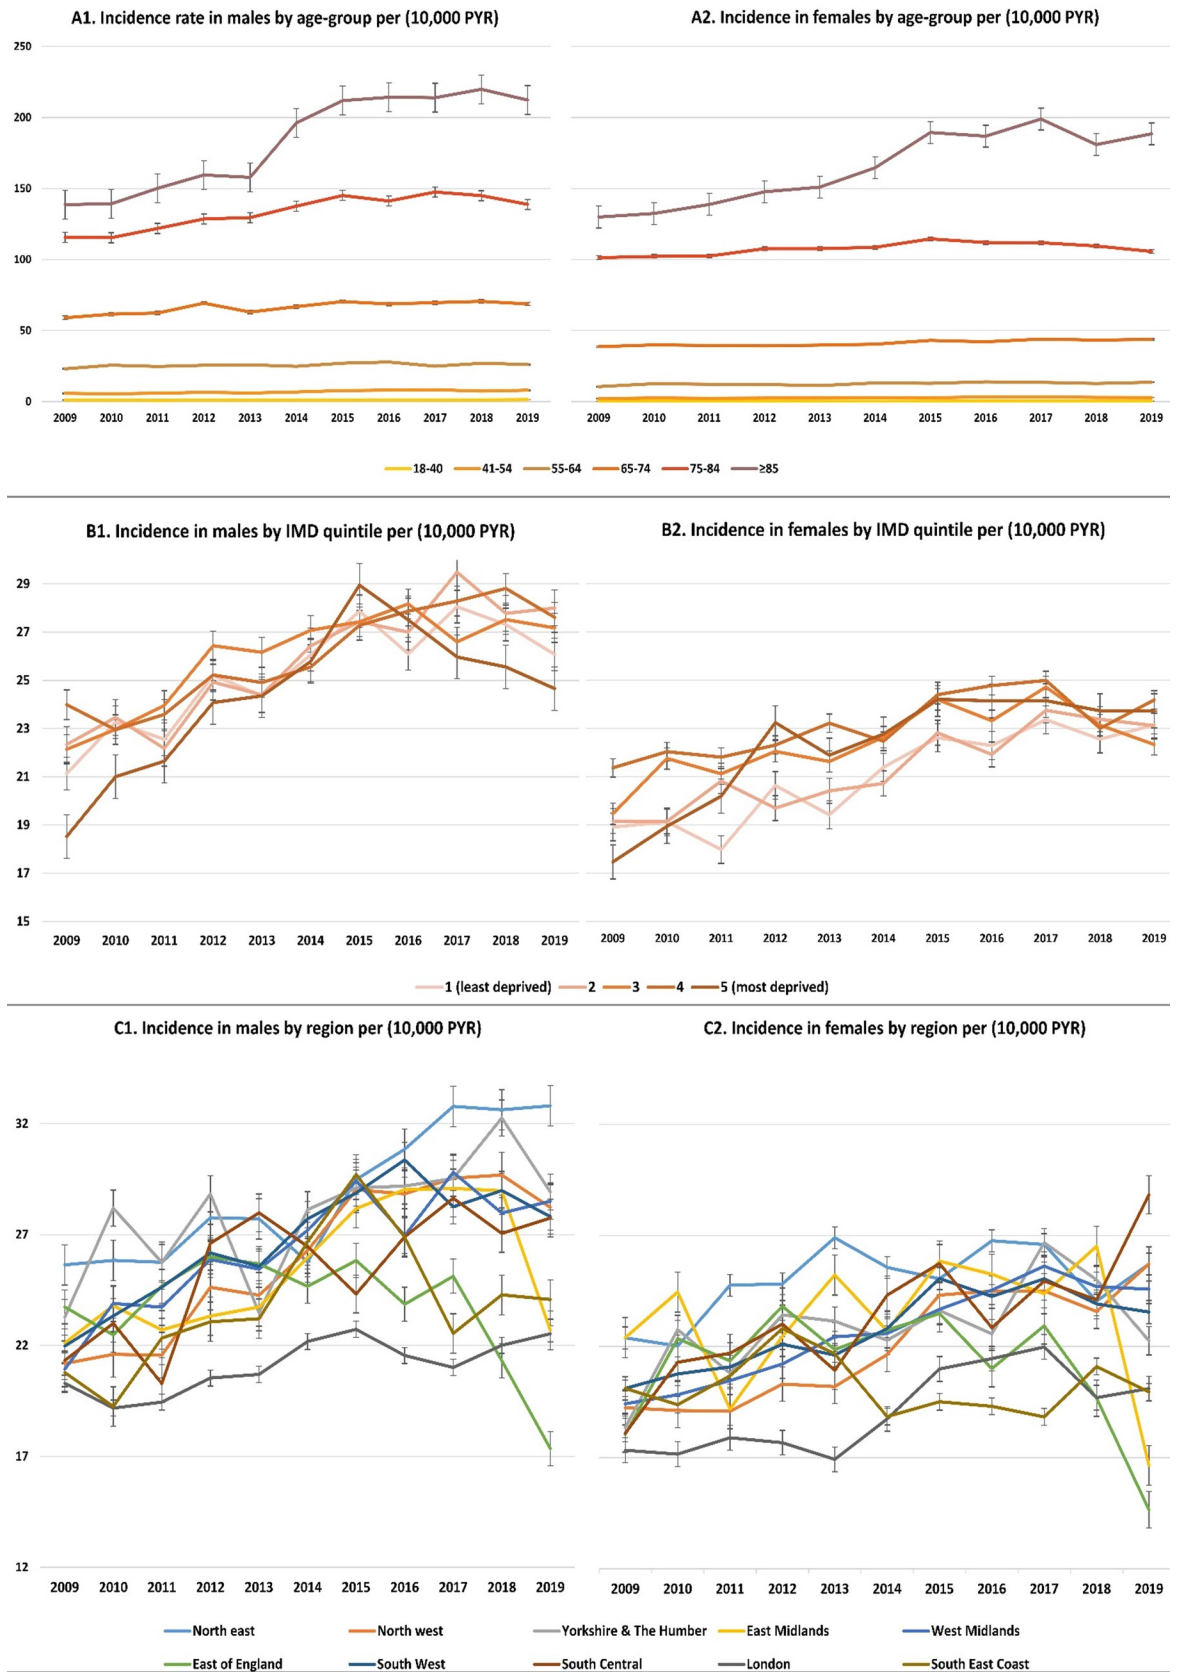 A1. Incidence rate in males by age-group per (10,000 PYR)
A2. Incidence in females by age-group per (10,000 PYR)
250
200
150
100
50
0
2009 2010 2011 2012 2013 2014 2015 2016 2017 2018 2019
2009 2010 2011 2012 2013 2014 2015 2016 2017 2018 2019
18-40 41-54 55-64 65-74 75-84 ≥85
B1. Incidence in males by IMD quintile per (10,000 PYR)
B2. Incidence in females by IMD quintile per (10,000 PYR)
29
27
25
23
21
19
17
15
2009 2010 2011 2012 2013 2014 2015 2016 2017 2018 2019
2009 2010 2011 2012 2013 2014 2015 2016 2017 2018 2019
1 (least deprived) 2 3 4 5 (most deprived)
C1. Incidence in males by region per (10,000 PYR)
C2. Incidence in females by region per (10,000 PYR)
32
27
22
17
12
2009 2010 2011 2012 2013 2014 2015 2016 2017 2018 2019
2009 2010 2011 2012 2013 2014 2015 2016 2017 2018 2019
North east North west Yorkshire & The Humber East Midlands West Midlands
East of England South West South Central London South East Coast